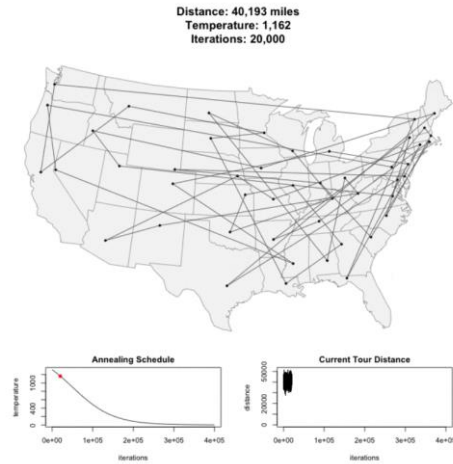 Distance: 40,193 miles
Temperature: 1,162
Iterations: 20,000
Annealing Schedule
temperature
1000
400
0
0e+00 1e+05 2e+05 3e+05 4e+05
iterations
Current Tour Distance
distance
50000
20000
0
0e+00 1e+05 2e+05 3e+05 4e+0
iterations